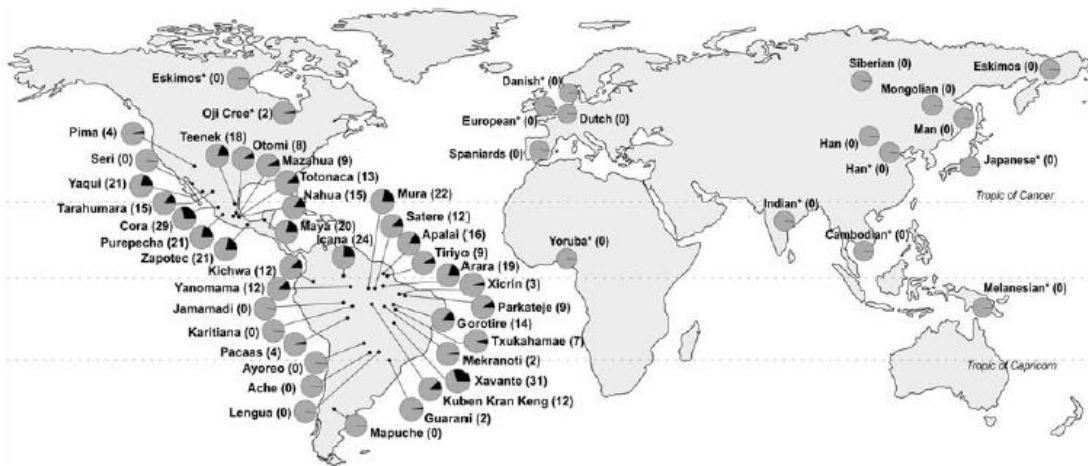 Eskimos* (0)
Oji Cree* (2)
Pima (4)
Teenek (18)
Otomi (8)
Seri (0)
Mazahua (9)
Yaqui (21)
Totonaca (13)
Tarahumara (15)
Nahua (15)
Cora (29)
Maya (20)
Purepecha (21)
Zapotec (21)
Içana (24)
Mura (22)
Satere (12)
Apalai (16)
Tiriyo (9)
Arara (19)
Xicrin (3)
Parkateje (9)
Gorotire (14)
Txukahamae (7)
Mekranoti (2)
Xavante (31)
Kuben Kran Keng (12)
Guarani (2)
Mapuche (0)
Kichwa (12)
Yanomama (12)
Jamamadi (0)
Karitiana (0)
Pacaas (4)
Ayoreo (0)
Ache (0)
Lengua (0)
Danish* (0)
European* (0)
Dutch (0)
Spaniards (0)
Yoruba* (0)
Siberian (0)
Eskimos (0)
Mongolian (0)
Man (0)
Han (0)
Han* (0)
Japanese* (0)
Tropic of Cancer
Indian* (0)
Cambodian* (0)
Melanesian* (0)
Tropic of Capricorn